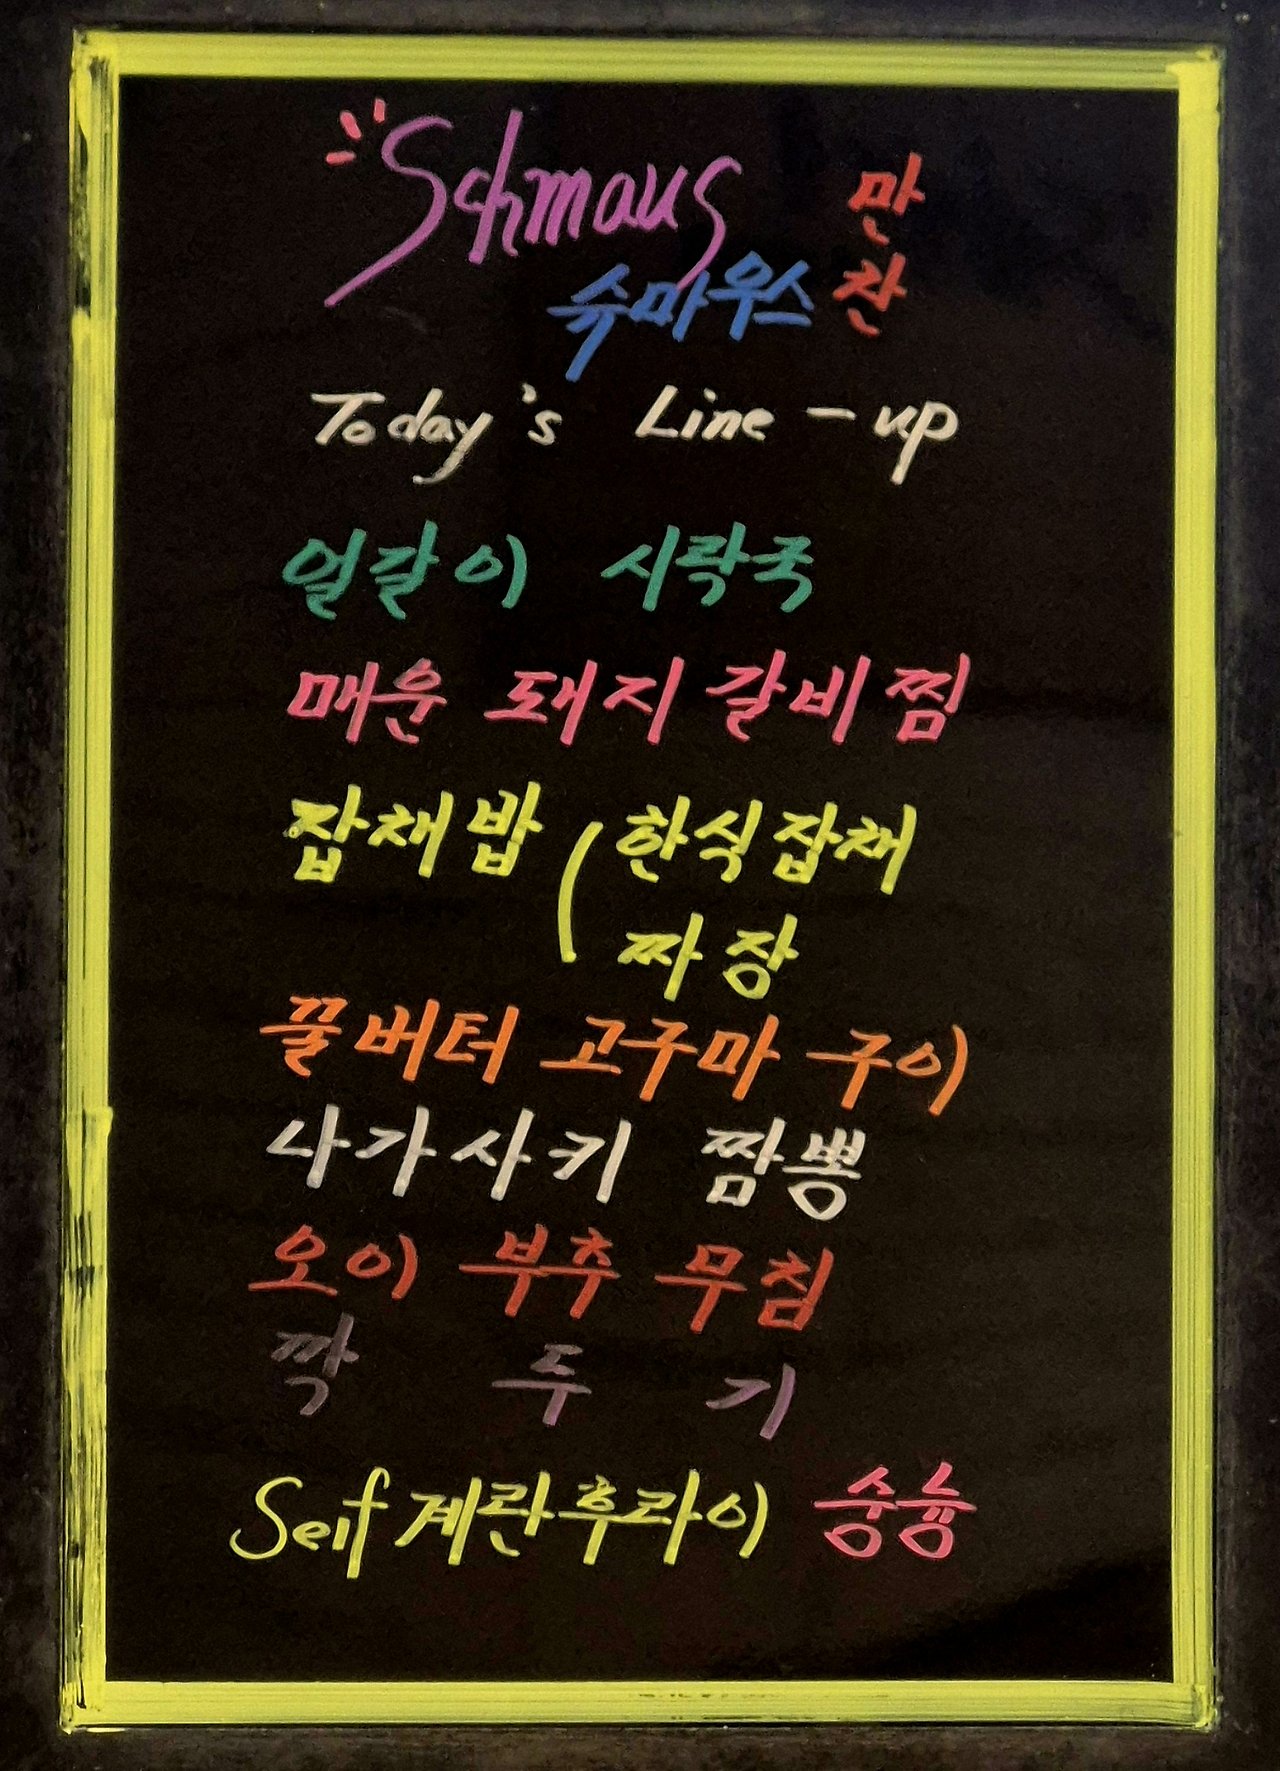 Schmaus 만찬
슈마우스
Today's Line-up
얼갈이 시락국
매운 돼지갈비찜
잡채밥 ( 한식잡채
짜장
꿀버터 고구마 구이
나가사키 짬뽕
오이 부추 무침
깍두기
Self 계란후라이 숭늉